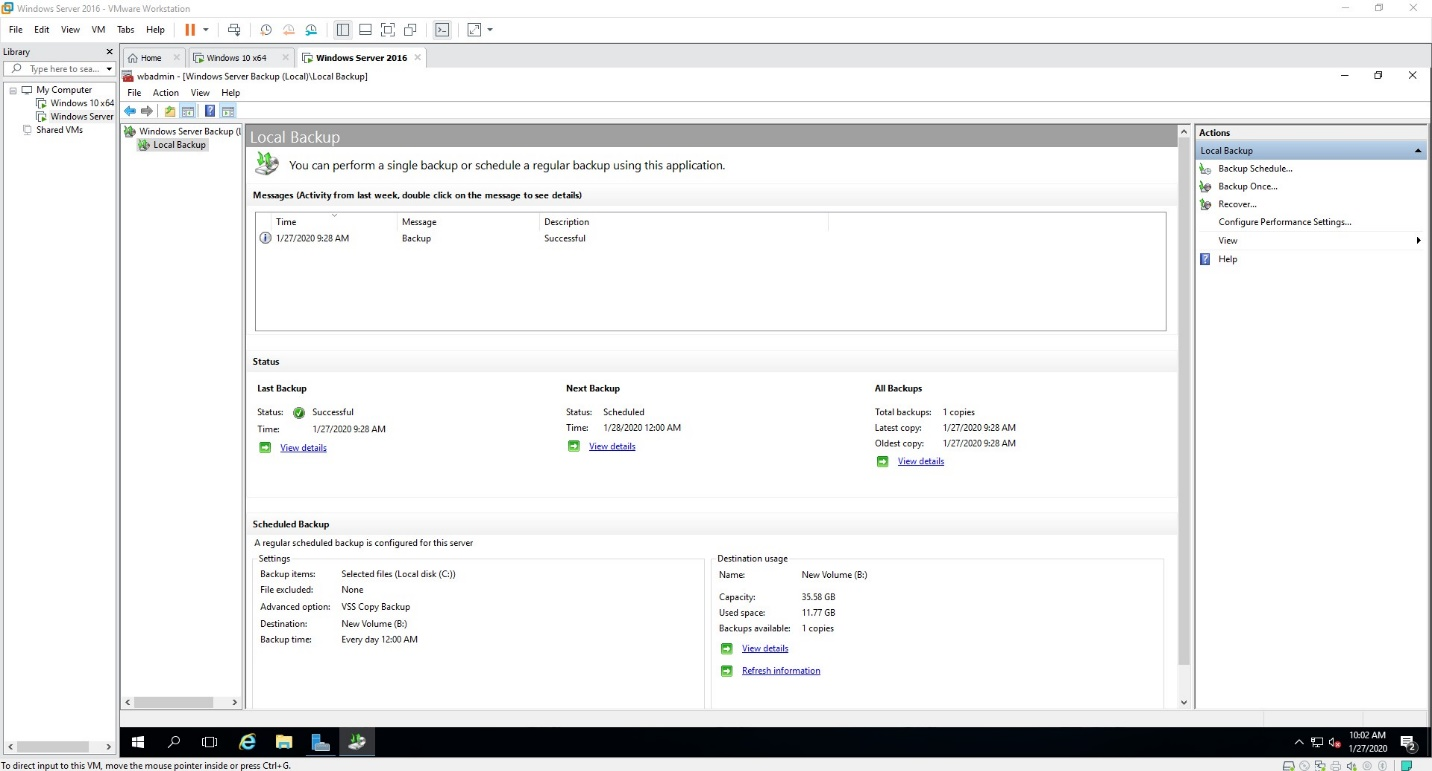 Windows Server 2016 - VMware Workstation
File Edit View VM Tabs Help
Library
Type here to sea...
My Computer
Windows 10 x64
Windows Server
Shared VMs
Home Windows 10 x64 Windows Server 2016
wbadmin - [Windows Server Backup (Local)\Local Backup]
File Action View Help
Windows Server Backup (L
Local Backup
Local Backup
You can perform a single backup or schedule a regular backup using this application.
Messages (Activity from last week, double click on the message to see details)
Time Message Description
1/27/2020 9:28 AM Backup Successful
Status
Last Backup
Status: Successful
Time: 1/27/2020 9:28 AM
View details
Next Backup
Status: Scheduled
Time: 1/28/2020 12:00 AM
View details
All Backups
Total backups: 1 copies
Latest copy: 1/27/2020 9:28 AM
Oldest copy: 1/27/2020 9:28 AM
View details
Scheduled Backup
A regular scheduled backup is configured for this server
Settings
Backup items: Selected files (Local disk (C:))
File excluded: None
Advanced option: VSS Copy Backup
Destination: New Volume (B:)
Backup time: Every day 12:00 AM
Destination usage
Name: New Volume (B:)
Capacity: 35.58 GB
Used space: 11.77 GB
Backups available: 1 copies
View details
Refresh information
Actions
Local Backup
Backup Schedule...
Backup Once...
Recover...
Configure Performance Settings...
View
Help
10:02 AM
1/27/2020
2
To direct input to this VM, move the mouse pointer inside or press Ctrl+G.